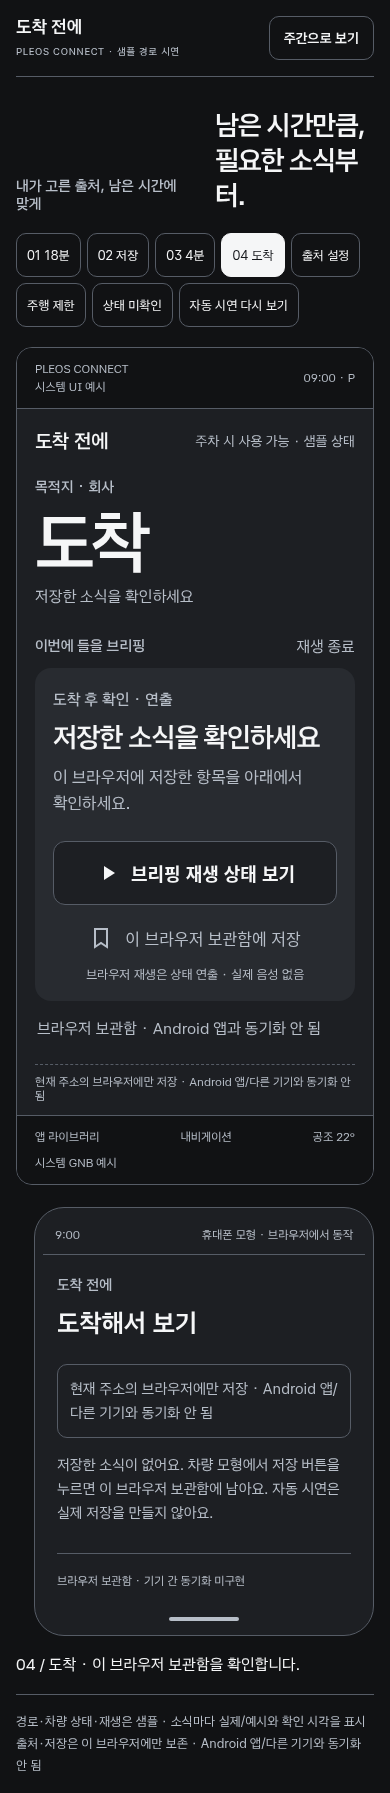 도착 전에
PLEOS CONNECT · 샘플 경로 시연
주간으로 보기
내가 고른 출처, 남은 시간에
맞게
남은 시간만큼,
필요한 소식부
터.
01 18분
02 저장
03 4분
04 도착
출처 설정
주행 제한
상태 미확인
자동 시연 다시 보기
PLEOS CONNECT
시스템 UI 예시
09:00 · P
도착 전에
주차 시 사용 가능 · 샘플 상태
목적지 · 회사
도착
저장한 소식을 확인하세요
이번에 들을 브리핑
재생 종료
도착 후 확인 · 연출
저장한 소식을 확인하세요
이 브라우저에 저장한 항목을 아래에서
확인하세요.
브리핑 재생 상태 보기
이 브라우저 보관함에 저장
브라우저 재생은 상태 연출 · 실제 음성 없음
브라우저 보관함 · Android 앱과 동기화 안 됨
현재 주소의 브라우저에만 저장 · Android 앱/다른 기기와 동기화 안
됨
앱 라이브러리
내비게이션
공조 22°
시스템 GNB 예시
9:00
휴대폰 모형 · 브라우저에서 동작
도착 전에
도착해서 보기
현재 주소의 브라우저에만 저장 · Android 앱/
다른 기기와 동기화 안 됨
저장한 소식이 없어요. 차량 모형에서 저장 버튼을
누르면 이 브라우저 보관함에 남아요. 자동 시연은
실제 저장을 만들지 않아요.
브라우저 보관함 · 기기 간 동기화 미구현
04 / 도착 · 이 브라우저 보관함을 확인합니다.
경로·차량 상태·재생은 샘플 · 소식마다 실제/예시와 확인 시각을 표시
출처·저장은 이 브라우저에만 보존 · Android 앱/다른 기기와 동기화
안 됨